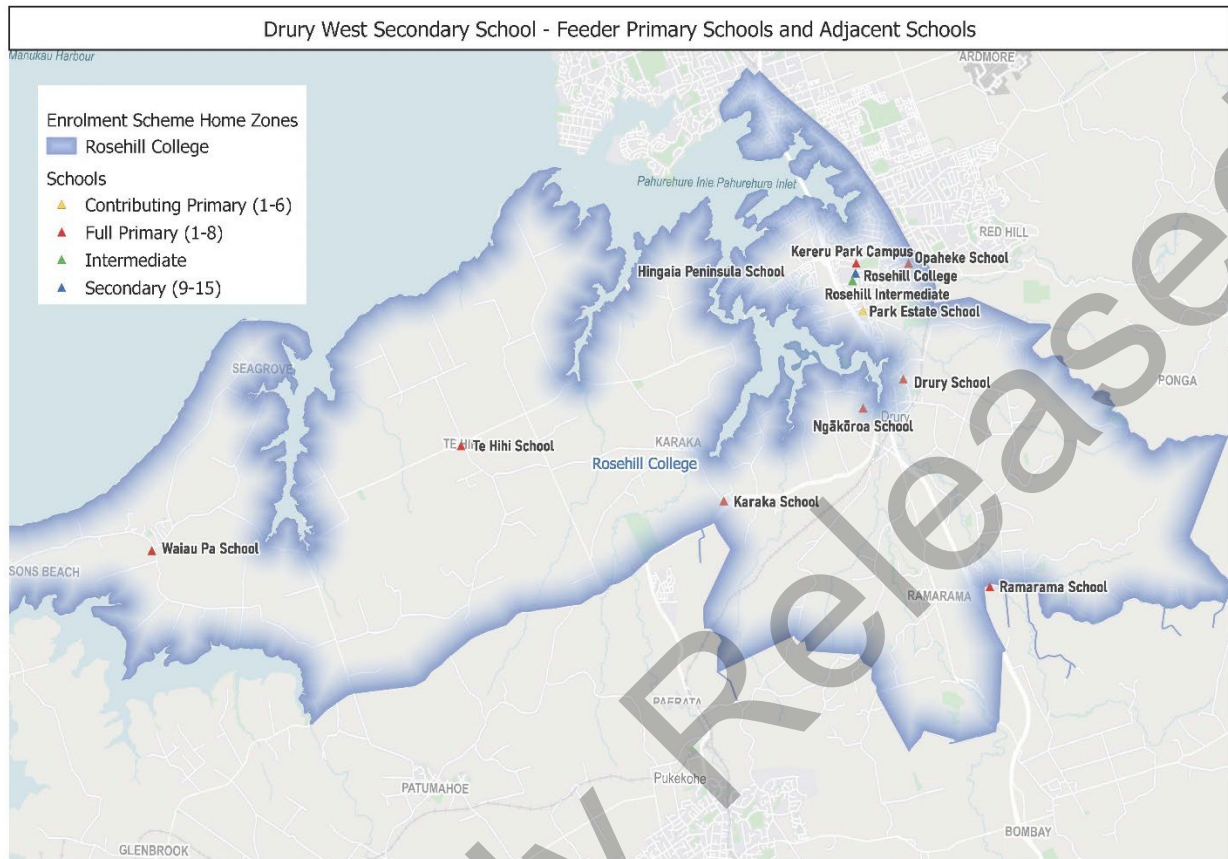 Drury West Secondary School - Feeder Primary Schools and Adjacent Schools
Manukau Harbour
ARDMORE
Enrolment Scheme Home Zones
Rosehill College
Schools
Contributing Primary (1-6)
Full Primary (1-8)
Intermediate
Secondary (9-15)
Pahurehure Inle Pahurehure Inlet
RED HILL
Kereru Park Campus
Opaheke School
Hingaia Peninsula School
Rosehill College
Rosehill Intermediate
Park Estate School
SEAGROVE
PONGA
Drury School
Drury
Ngākōroa School
KARAKA
TE HI
Te Hihi School
Rosehill College
Karaka School
Waiau Pa School
SONS BEACH
RAMARAMA
Ramarama School
PAERATA
Pukekohe
PATUMAHOE
BOMBAY
GLENBROOK
y Release